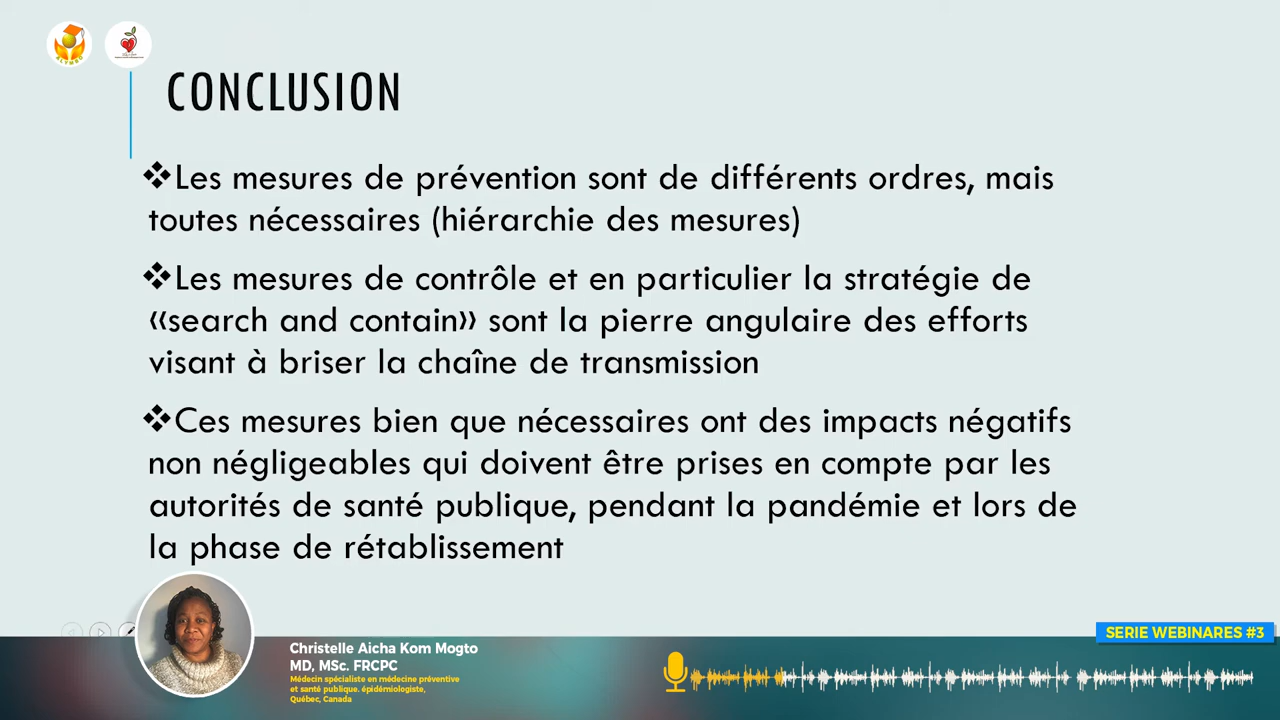 CONCLUSION
❖Les mesures de prévention sont de différents ordres, mais
toutes nécessaires (hiérarchie des mesures)
❖Les mesures de contrôle et en particulier la stratégie de
«search and contain» sont la pierre angulaire des efforts
visant à briser la chaîne de transmission
❖Ces mesures bien que nécessaires ont des impacts négatifs
non négligeables qui doivent être prises en compte par les
autorités de santé publique, pendant la pandémie et lors de
la phase de rétablissement
SERIE WEBINARES #3
Christelle Aicha Kom Mogto
MD, MSc. FRCPC
Médecin spécialiste en médecine préventive
et santé publique. épidémiologiste,
Québec, Canada